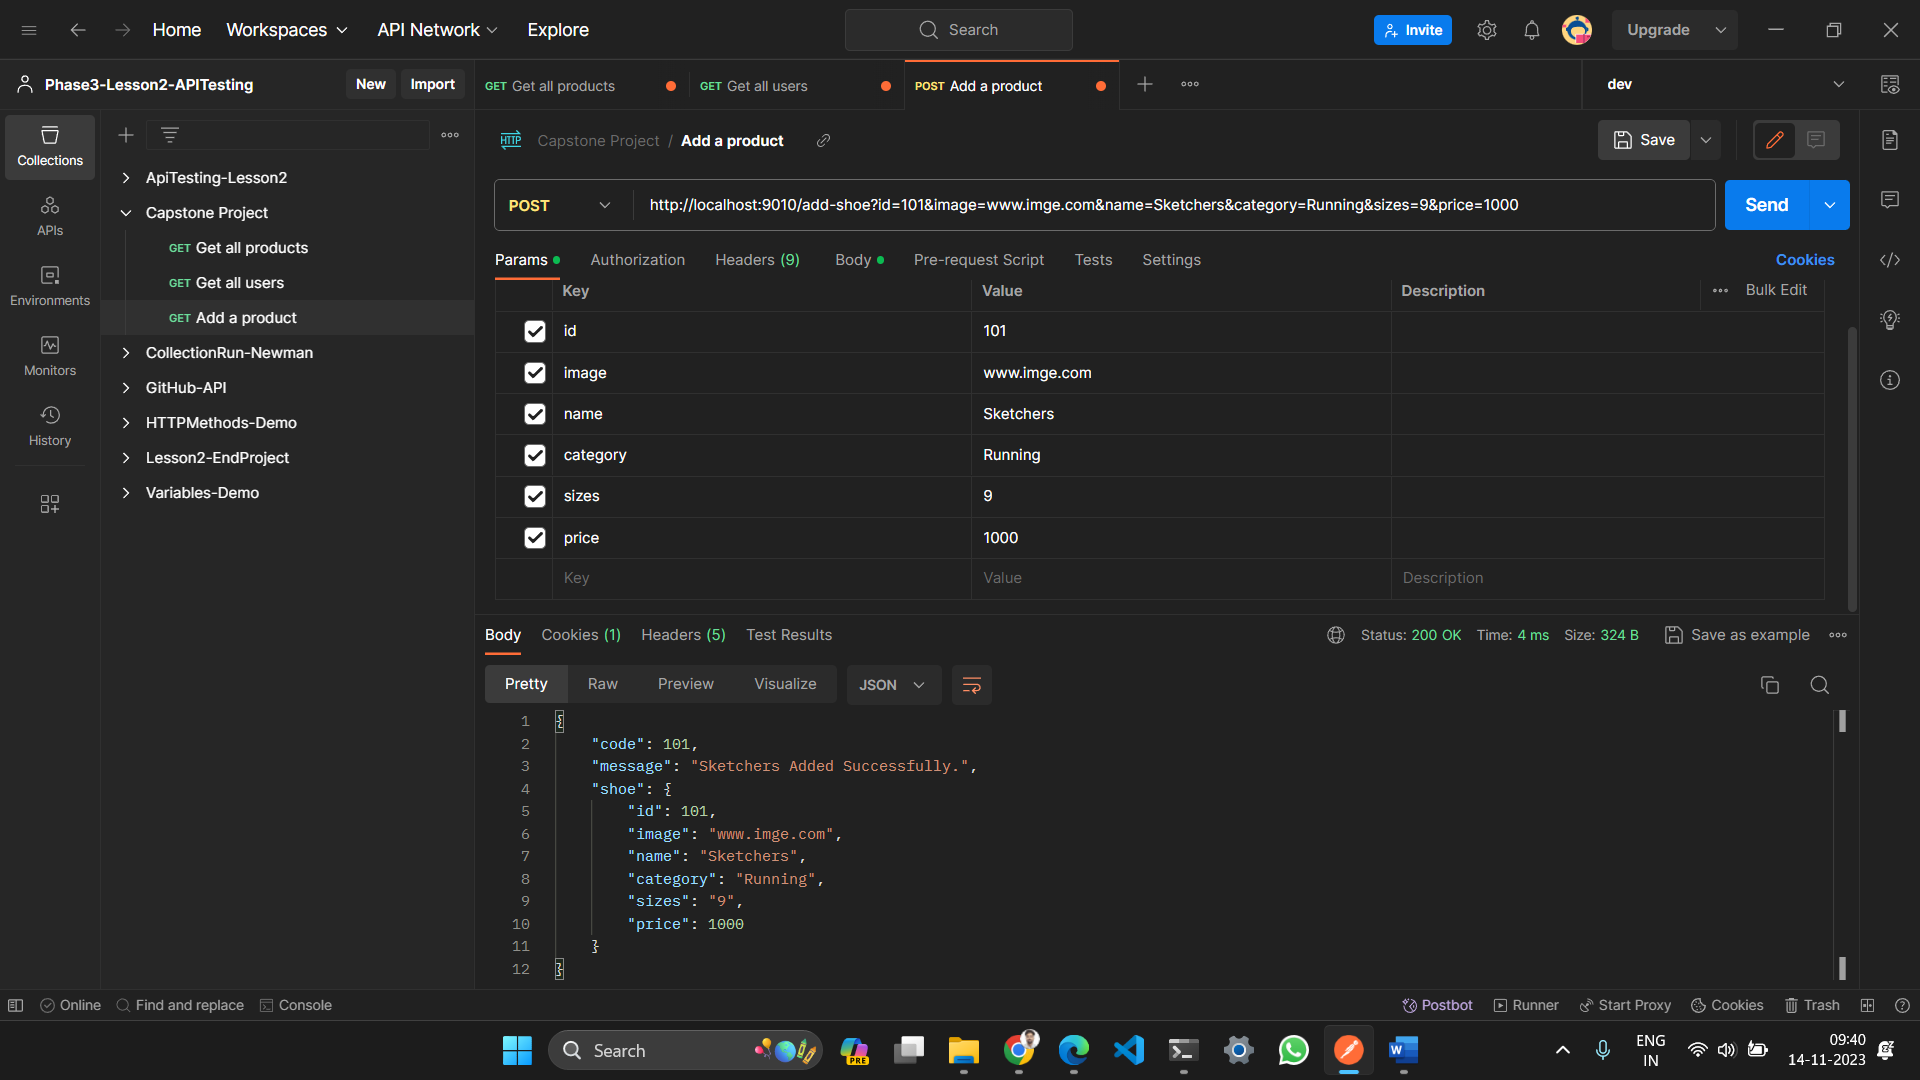 Home Workspaces API Network Explore Search Invite Upgrade
Phase3-Lesson2-APITesting New Import GET Get all products GET Get all users POST Add a product dev
Collections
APIs
Environments
Monitors
History
ApiTesting-Lesson2
Capstone Project
GET Get all products
GET Get all users
GET Add a product
CollectionRun-Newman
GitHub-API
HTTPMethods-Demo
Lesson2-EndProject
Variables-Demo
HTTP Capstone Project / Add a product Save
POST http://localhost:9010/add-shoe?id=101&image=www.imge.com&name=Sketchers&category=Running&sizes=9&price=1000 Send
Params Authorization Headers (9) Body Pre-request Script Tests Settings Cookies
Key Value Description Bulk Edit
id 101
image www.imge.com
name Sketchers
category Running
sizes 9
price 1000
Key Value Description
Body Cookies (1) Headers (5) Test Results Status: 200 OK Time: 4 ms Size: 324 B Save as example
Pretty Raw Preview Visualize JSON
1 {
2 "code": 101,
3 "message": "Sketchers Added Successfully.",
4 "shoe": {
5 "id": 101,
6 "image": "www.imge.com",
7 "name": "Sketchers",
8 "category": "Running",
9 "sizes": "9",
10 "price": 1000
11 }
12 }
Online Find and replace Console Postbot Runner Start Proxy Cookies Trash
Search PRE ENG 09:40
IN 14-11-2023